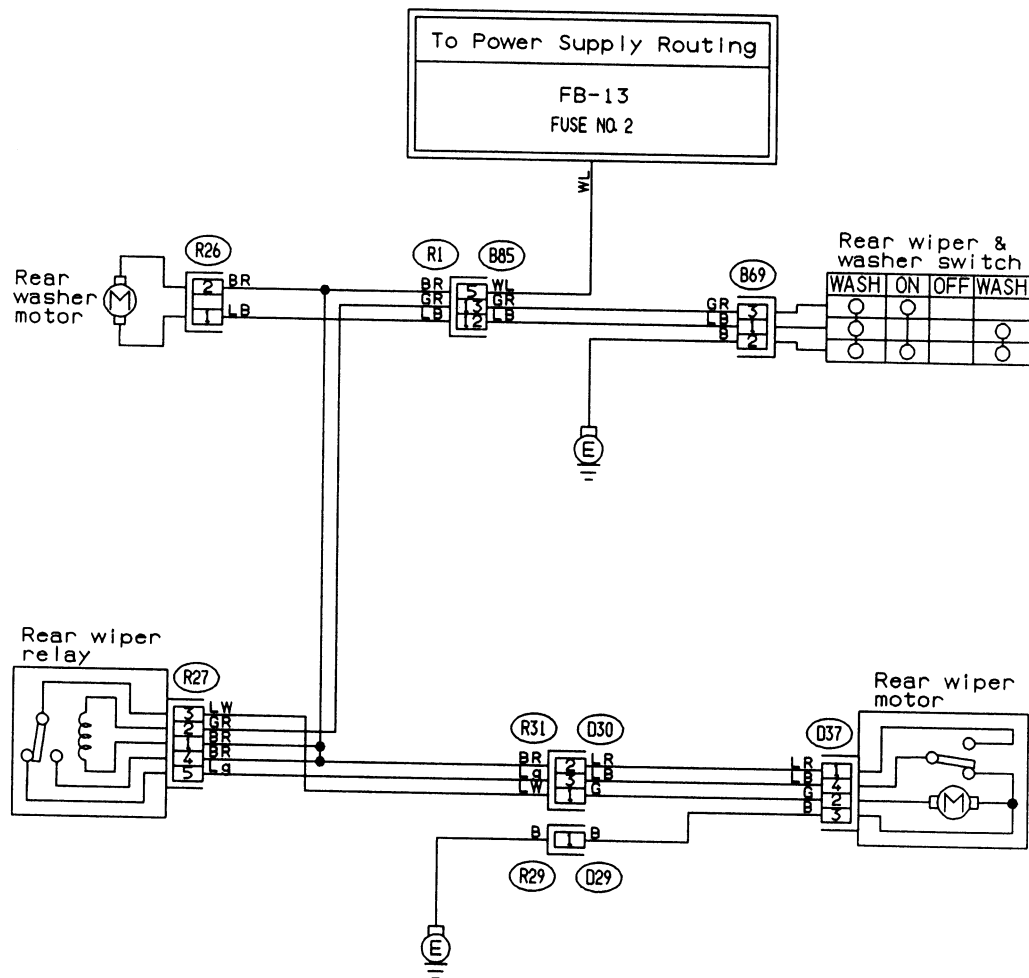 To Power Supply Routing
FB-13
FUSE NO. 2
WL
R26
R1
B85
Rear wiper &
washer switch
Rear
washer
motor
M
2
1
BR
LB
BR
GR
LB
5
13
12
WL
GR
LB
B69
GR
LB
B
3
1
2
WASH ON OFF WASH
E
Rear wiper
relay
R27
3
2
1
4
5
LW
GR
BR
BR
Lg
R31
D30
BR
Lg
LW
2
3
1
LR
LB
G
D37
LR
LB
G
B
1
4
2
3
Rear wiper
motor
M
B
1
B
R29
D29
E